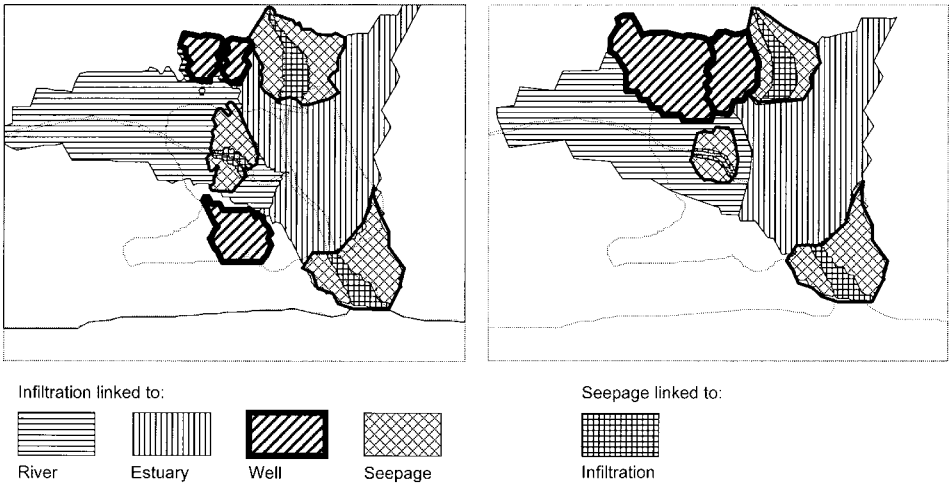 Infiltration linked to:
Seepage linked to:
River
Estuary
Well
Seepage
Infiltration